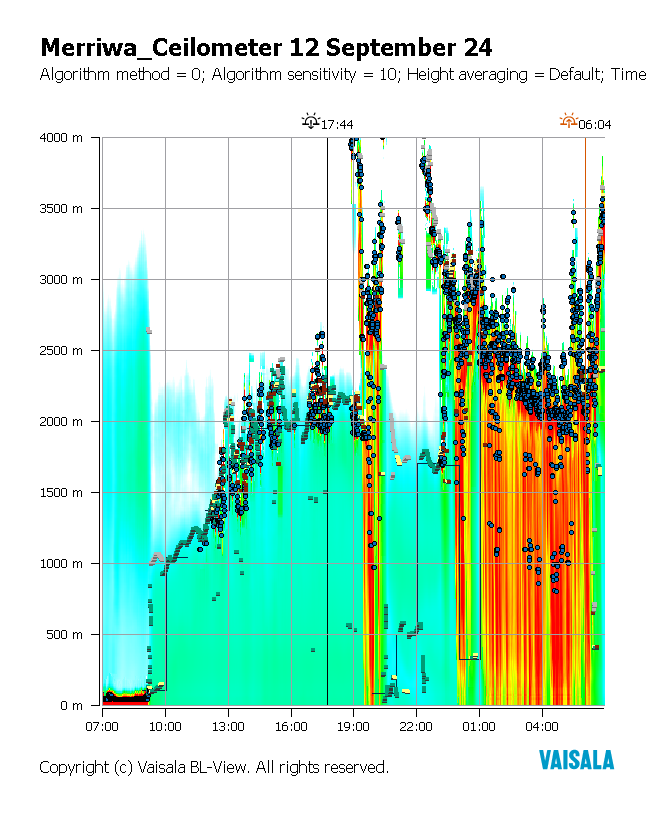 Merriwa_Ceilometer 12 September 24
Algorithm method = 0; Algorithm sensitivity = 10; Height averaging = Default; Time
17:44 06:04
4000 m
3500 m
3000 m
2500 m
2000 m
1500 m
1000 m
500 m
0 m
07:00 10:00 13:00 16:00 19:00 22:00 01:00 04:00
Copyright (c) Vaisala BL-View. All rights reserved.
VAISALA